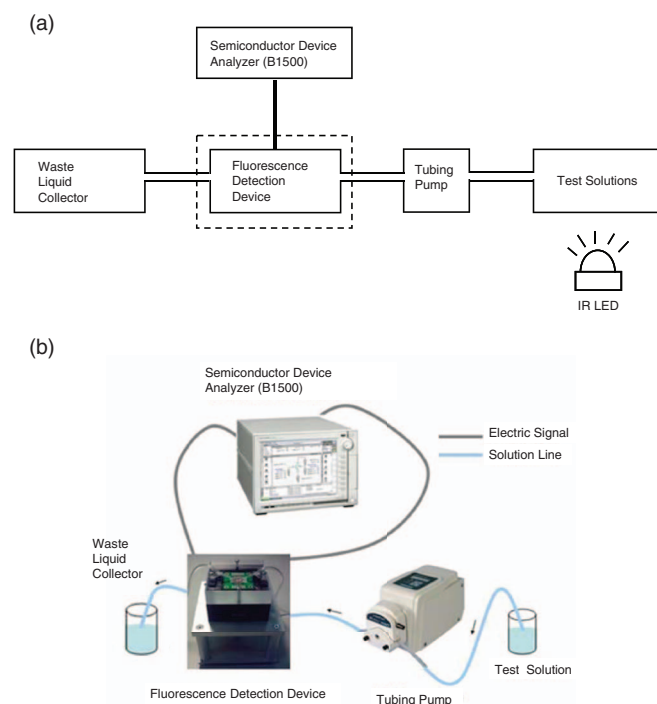 (a)
Semiconductor Device
Analyzer (B1500)
Waste
Liquid
Collector
Fluorescence
Detection
Device
Tubing
Pump
Test Solutions
IR LED
(b)
Semiconductor Device
Analyzer (B1500)
Electric Signal
Solution Line
Waste
Liquid
Collector
Test Solution
Fluorescence Detection Device
Tubing Pump